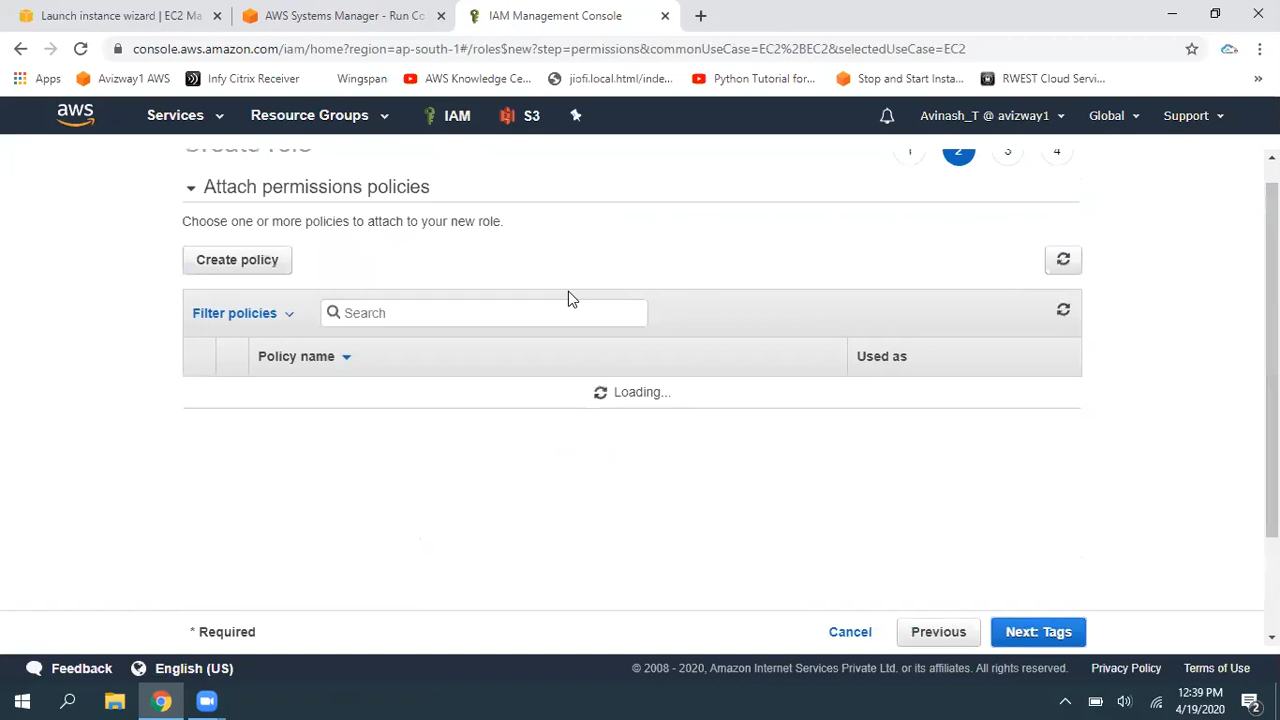 Launch instance wizard | EC2 Ma
AWS Systems Manager - Run Co
IAM Management Console
console.aws.amazon.com/iam/home?region=ap-south-1#/roles$new?step=permissions&commonUseCase=EC2%2BEC2&selectedUseCase=EC2
Apps
Avizway1 AWS
Infy Citrix Receiver
Wingspan
AWS Knowledge Ce...
jiofi.local.html/inde...
Python Tutorial for...
Stop and Start Insta...
RWEST Cloud Servi...
»
aws
Services
Resource Groups
IAM
S3
Avinash_T @ avizway1
Global
Support
Create role
1
2
3
4
Attach permissions policies
Choose one or more policies to attach to your new role.
Create policy
Filter policies
Search
Policy name
Used as
Loading...
* Required
Cancel
Previous
Next: Tags
Feedback
English (US)
© 2008 - 2020, Amazon Internet Services Private Ltd. or its affiliates. All rights reserved.
Privacy Policy
Terms of Use
12:39 PM
4/19/2020
2